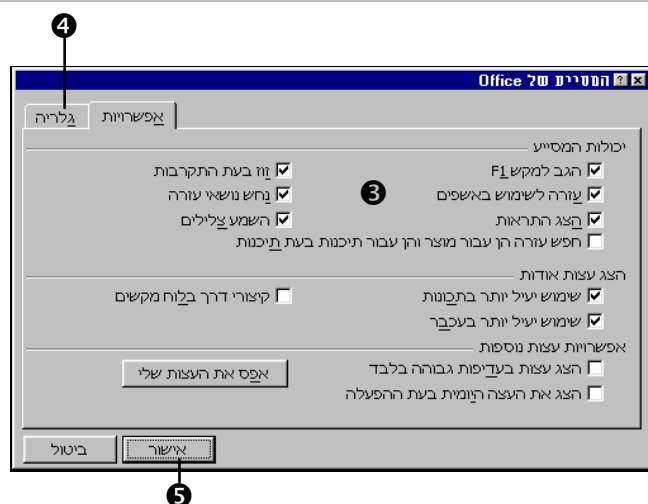 ❹
המסייע של Office
אפשרויות גלריה
יכולות המסייע
הגב למקש F1 זוז בעת התקרבות
❸
עזרה לשימוש באשפים נחש נושאי עזרה
הצג התראות השמע צלילים
חפש עזרה הן עבור מוצר והן עבור תיכנות בעת תיכנות
הצג עצות אודות
שימוש יעיל יותר בתכונות קיצורי דרך בלוח מקשים
שימוש יעיל יותר בעכבר
אפשרויות עצות נוספות
הצג עצות בעדיפות גבוהה בלבד אפס את העצות שלי
הצג את העצה היומית בעת ההפעלה
אישור ביטול
❺